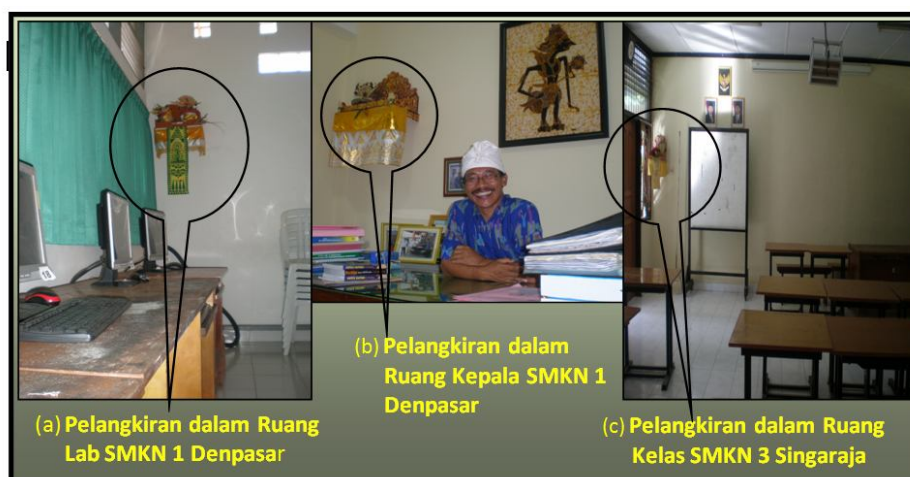 (a) Pelangkiran dalam Ruang
Lab SMKN 1 Denpasar
(b) Pelangkiran dalam
Ruang Kepala SMKN 1
Denpasar
(c) Pelangkiran dalam Ruang
Kelas SMKN 3 Singaraja
18